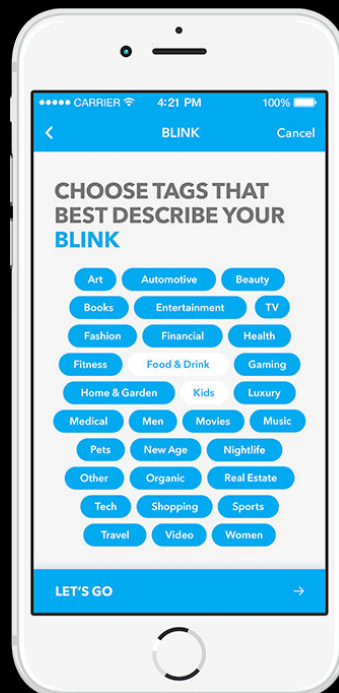 CARRIER 4:21 PM 100%
BLINK Cancel
CHOOSE TAGS THAT
BEST DESCRIBE YOUR
BLINK
Art Automotive Beauty
Books Entertainment TV
Fashion Financial Health
Fitness Food & Drink Gaming
Home & Garden Kids Luxury
Medical Men Movies Music
Pets New Age Nightlife
Other Organic Real Estate
Tech Shopping Sports
Travel Video Women
LET'S GO →